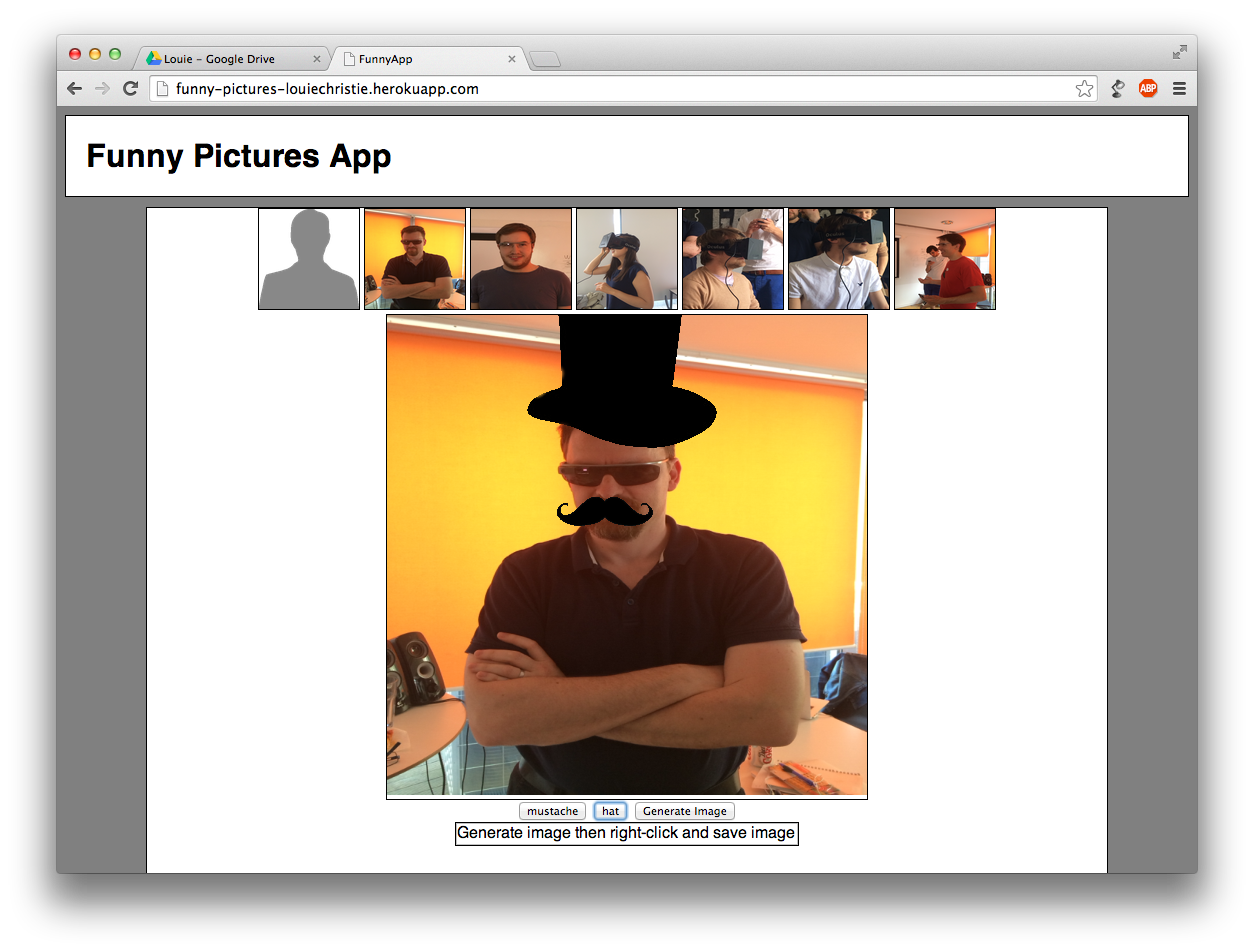 Louie – Google Drive
FunnyApp
funny-pictures-louiechristie.herokuapp.com
ABP
Funny Pictures App
mustache
hat
Generate Image
Generate image then right-click and save image